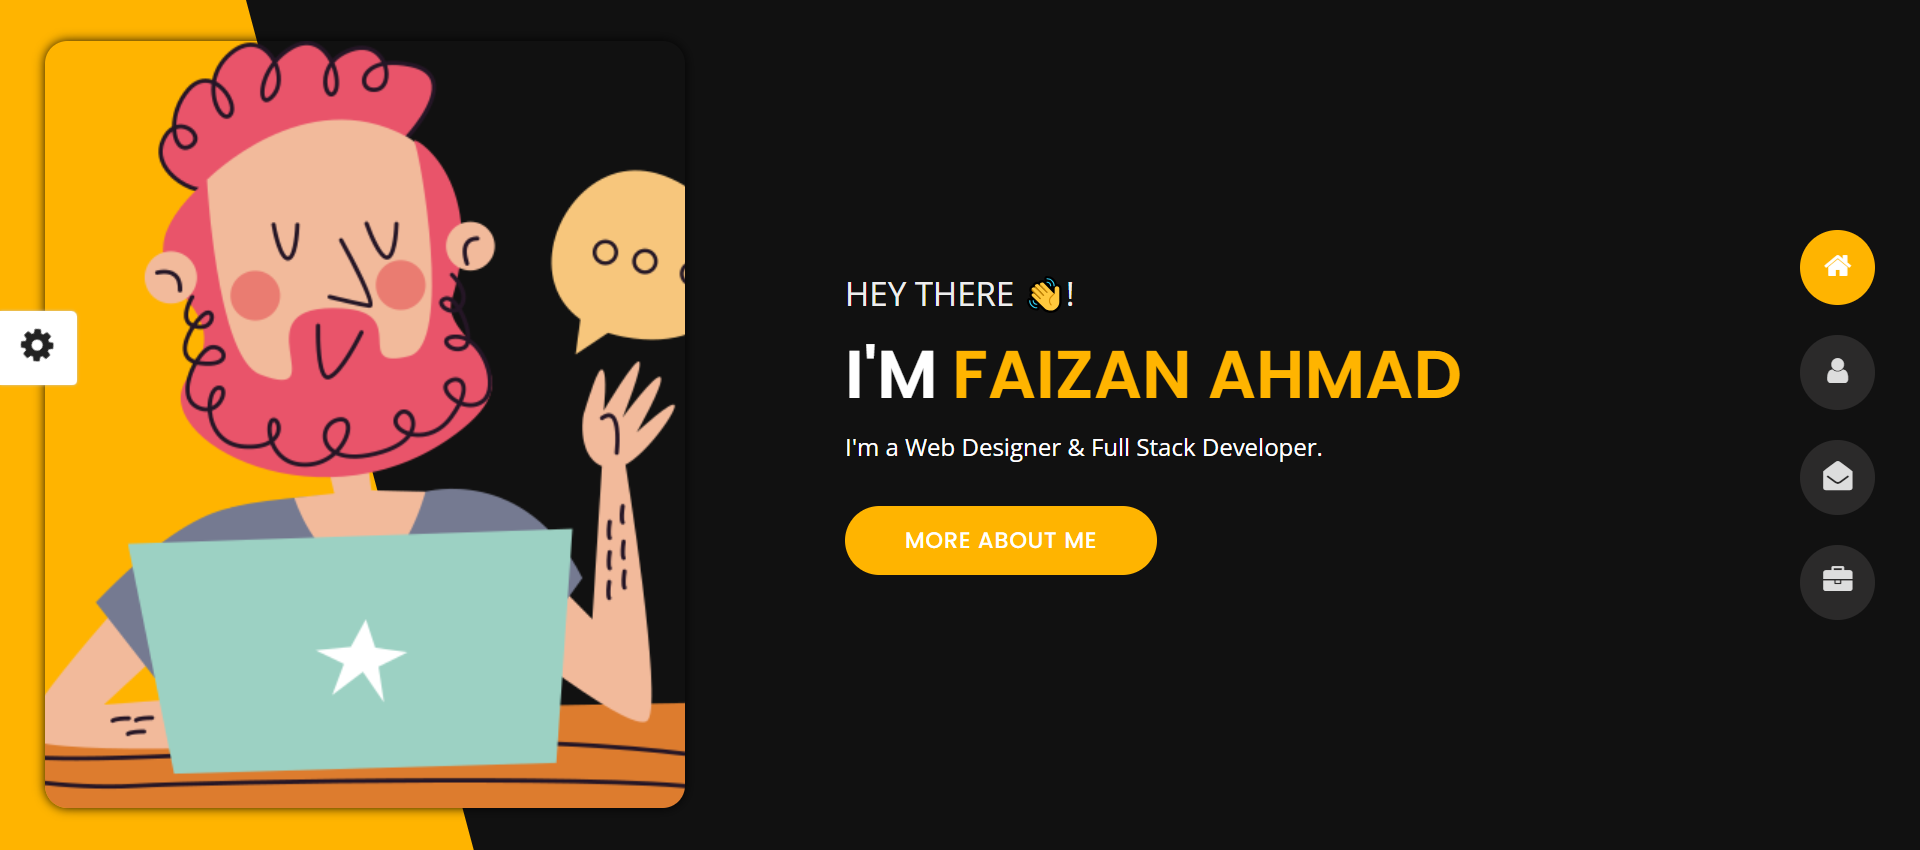 HEY THERE 👋!
I'M FAIZAN AHMAD
I'm a Web Designer & Full Stack Developer.
MORE ABOUT ME